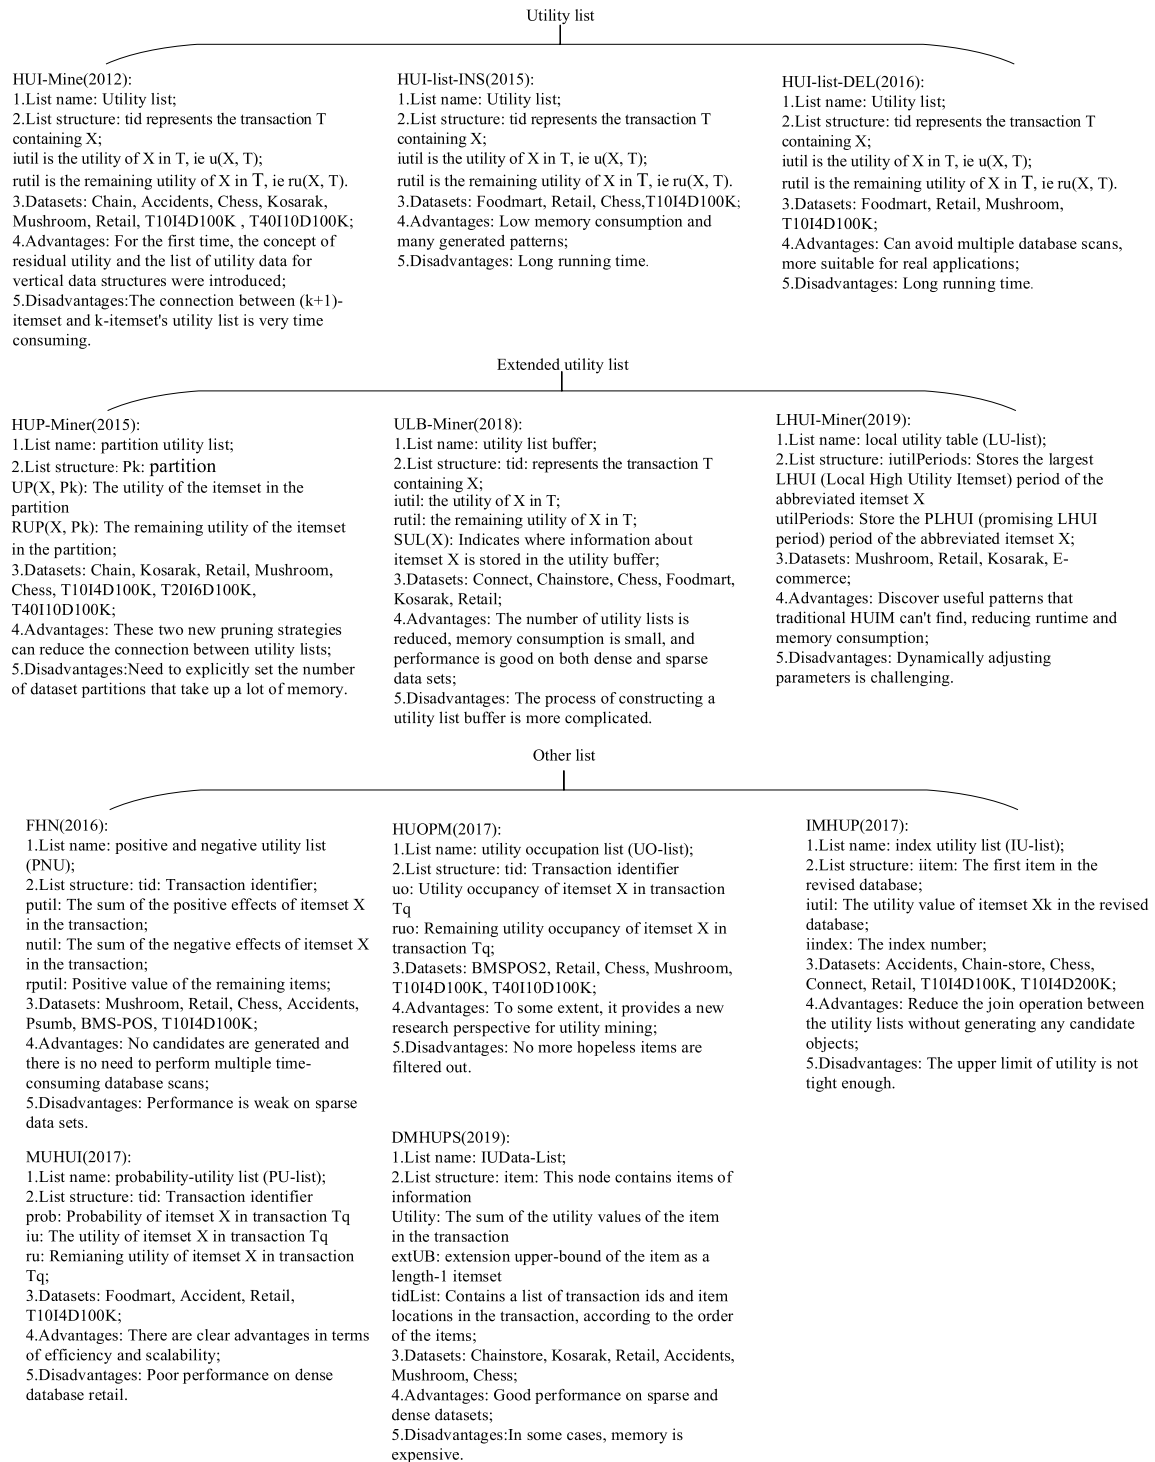 Utility list
HUI-Mine(2012):
1.List name: Utility list;
2.List structure: tid represents the transaction T
containing X;
iutil is the utility of X in T, ie u(X, T);
rutil is the remaining utility of X in T, ie ru(X, T).
3.Datasets: Chain, Accidents, Chess, Kosarak,
Mushroom, Retail, T10I4D100K , T40I10D100K;
4.Advantages: For the first time, the concept of
residual utility and the list of utility data for
vertical data structures were introduced;
5.Disadvantages:The connection between (k+1)-
itemset and k-itemset's utility list is very time
consuming.
HUI-list-INS(2015):
1.List name: Utility list;
2.List structure: tid represents the transaction T
containing X;
iutil is the utility of X in T, ie u(X, T);
rutil is the remaining utility of X in T, ie ru(X, T).
3.Datasets: Foodmart, Retail, Chess,T10I4D100K;
4.Advantages: Low memory consumption and
many generated patterns;
5.Disadvantages: Long running time.
HUI-list-DEL(2016):
1.List name: Utility list;
2.List structure: tid represents the transaction T
containing X;
iutil is the utility of X in T, ie u(X, T);
rutil is the remaining utility of X in T, ie ru(X, T).
3.Datasets: Foodmart, Retail, Mushroom,
T10I4D100K;
4.Advantages: Can avoid multiple database scans,
more suitable for real applications;
5.Disadvantages: Long running time.
Extended utility list
HUP-Miner(2015):
1.List name: partition utility list;
2.List structure: Pk: partition
UP(X, Pk): The utility of the itemset in the
partition
RUP(X, Pk): The remaining utility of the itemset
in the partition;
3.Datasets: Chain, Kosarak, Retail, Mushroom,
Chess, T10I4D100K, T20I6D100K,
T40I10D100K;
4.Advantages: These two new pruning strategies
can reduce the connection between utility lists;
5.Disadvantages:Need to explicitly set the number
of dataset partitions that take up a lot of memory.
ULB-Miner(2018):
1.List name: utility list buffer;
2.List structure: tid: represents the transaction T
containing X;
iutil: the utility of X in T;
rutil: the remaining utility of X in T;
SUL(X): Indicates where information about
itemset X is stored in the utility buffer;
3.Datasets: Connect, Chainstore, Chess, Foodmart,
Kosarak, Retail;
4.Advantages: The number of utility lists is
reduced, memory consumption is small, and
performance is good on both dense and sparse
data sets;
5.Disadvantages: The process of constructing a
utility list buffer is more complicated.
LHUI-Miner(2019):
1.List name: local utility table (LU-list);
2.List structure: iutilPeriods: Stores the largest
LHUI (Local High Utility Itemset) period of the
abbreviated itemset X
utilPeriods: Store the PLHUI (promising LHUI
period) period of the abbreviated itemset X;
3.Datasets: Mushroom, Retail, Kosarak, E-
commerce;
4.Advantages: Discover useful patterns that
traditional HUIM can't find, reducing runtime and
memory consumption;
5.Disadvantages: Dynamically adjusting
parameters is challenging.
Other list
FHN(2016):
1.List name: positive and negative utility list
(PNU);
2.List structure: tid: Transaction identifier;
putil: The sum of the positive effects of itemset X
in the transaction;
nutil: The sum of the negative effects of itemset X
in the transaction;
rputil: Positive value of the remaining items;
3.Datasets: Mushroom, Retail, Chess, Accidents,
Psumb, BMS-POS, T10I4D100K;
4.Advantages: No candidates are generated and
there is no need to perform multiple time-
consuming database scans;
5.Disadvantages: Performance is weak on sparse
data sets.
HUOPM(2017):
1.List name: utility occupation list (UO-list);
2.List structure: tid: Transaction identifier
uo: Utility occupancy of itemset X in transaction
Tq
ruo: Remaining utility occupancy of itemset X in
transaction Tq;
3.Datasets: BMSPOS2, Retail, Chess, Mushroom,
T10I4D100K, T40I10D100K;
4.Advantages: To some extent, it provides a new
research perspective for utility mining;
5.Disadvantages: No more hopeless items are
filtered out.
IMHUP(2017):
1.List name: index utility list (IU-list);
2.List structure: iitem: The first item in the
revised database;
iutil: The utility value of itemset Xk in the revised
database;
iindex: The index number;
3.Datasets: Accidents, Chain-store, Chess,
Connect, Retail, T10I4D100K, T10I4D200K;
4.Advantages: Reduce the join operation between
the utility lists without generating any candidate
objects;
5.Disadvantages: The upper limit of utility is not
tight enough.
MUHUI(2017):
1.List name: probability-utility list (PU-list);
2.List structure: tid: Transaction identifier
prob: Probability of itemset X in transaction Tq
iu: The utility of itemset X in transaction Tq
ru: Remianing utility of itemset X in transaction
Tq;
3.Datasets: Foodmart, Accident, Retail,
T10I4D100K;
4.Advantages: There are clear advantages in terms
of efficiency and scalability;
5.Disadvantages: Poor performance on dense
database retail.
DMHUPS(2019):
1.List name: IUData-List;
2.List structure: item: This node contains items of
information
Utility: The sum of the utility values of the item
in the transaction
extUB: extension upper-bound of the item as a
length-1 itemset
tidList: Contains a list of transaction ids and item
locations in the transaction, according to the order
of the items;
3.Datasets: Chainstore, Kosarak, Retail, Accidents,
Mushroom, Chess;
4.Advantages: Good performance on sparse and
dense datasets;
5.Disadvantages:In some cases, memory is
expensive.